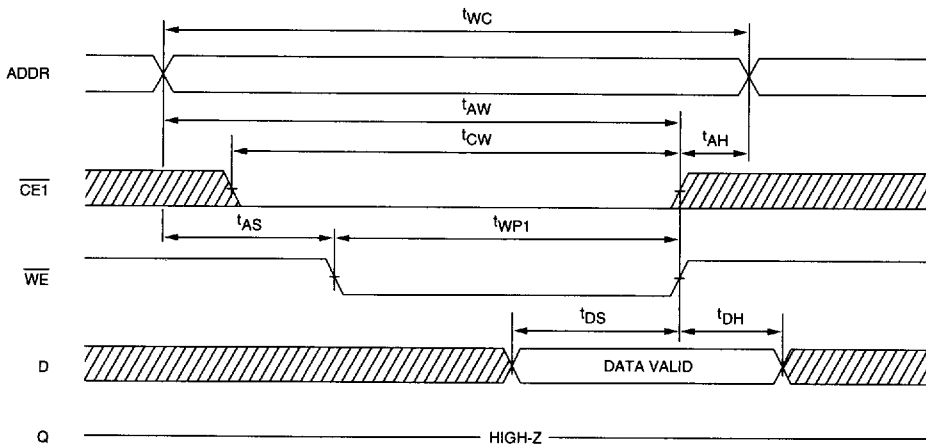 tWC
ADDR
tAW
tCW
tAH
CE1
tAS
tWP1
WE
tDS
tDH
D
DATA VALID
Q
HIGH-Z